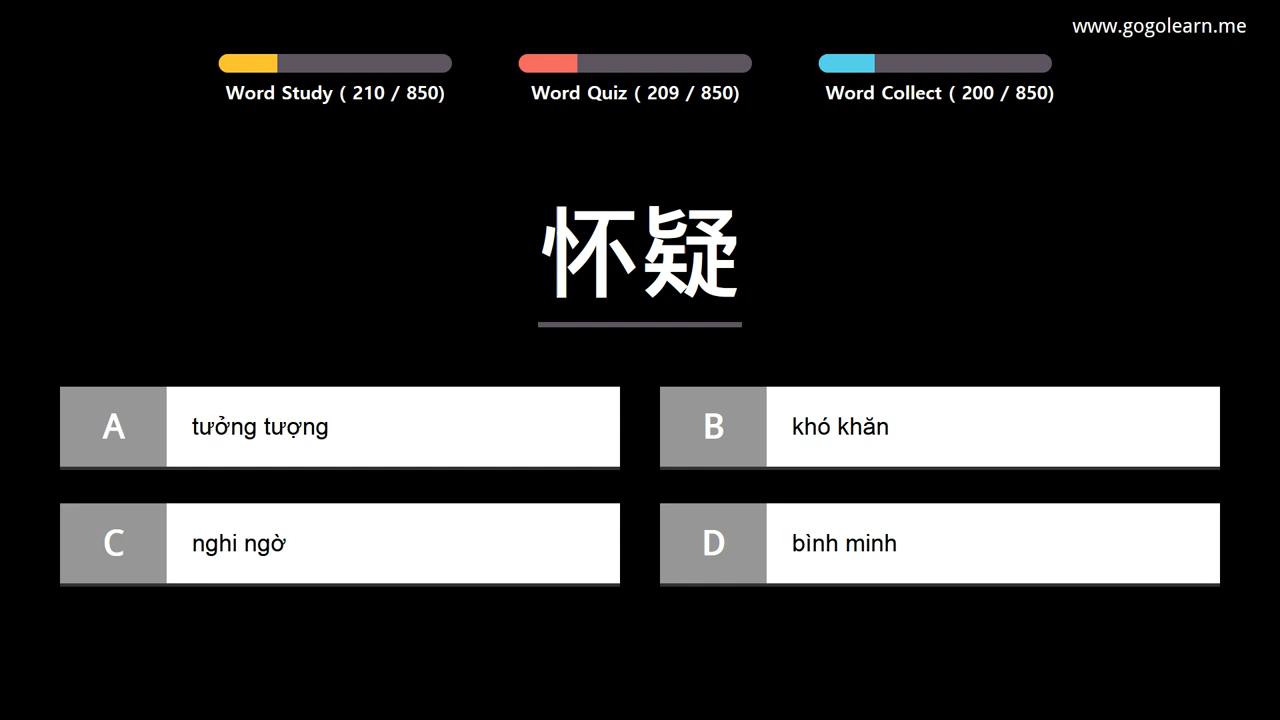 www.gogolearn.me
Word Study ( 210 / 850)
Word Quiz ( 209 / 850)
Word Collect ( 200 / 850)
怀疑
A tưởng tượng
B khó khăn
C nghi ngờ
D bình minh